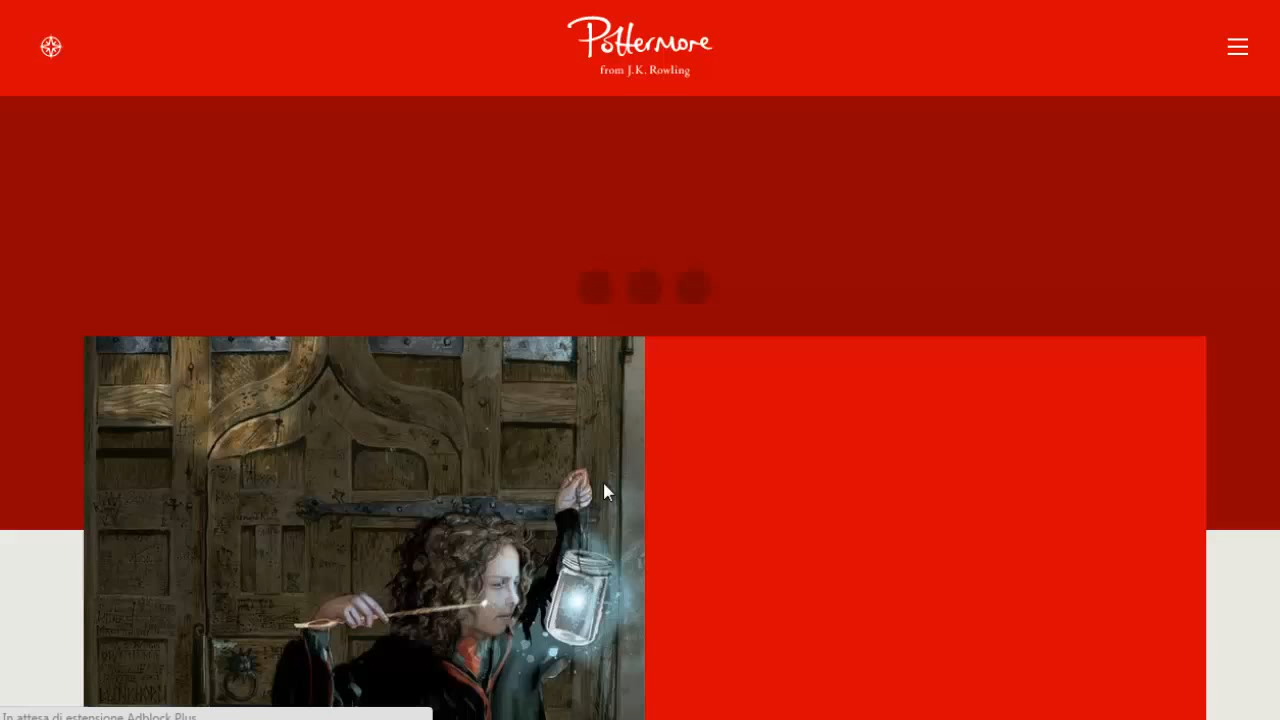 Pottermore
from J.K. Rowling
In attesa di estensione Adblock Plus